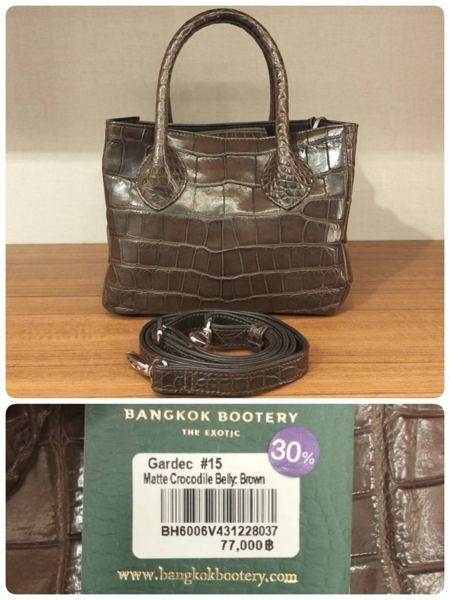 BANGKOK BOOTERY
THE EXOTIC
30%
Gardec #15
Matte Crocodile Belly: Brown
BH6006V431228037
77,000฿
www.bangkokbootery.com